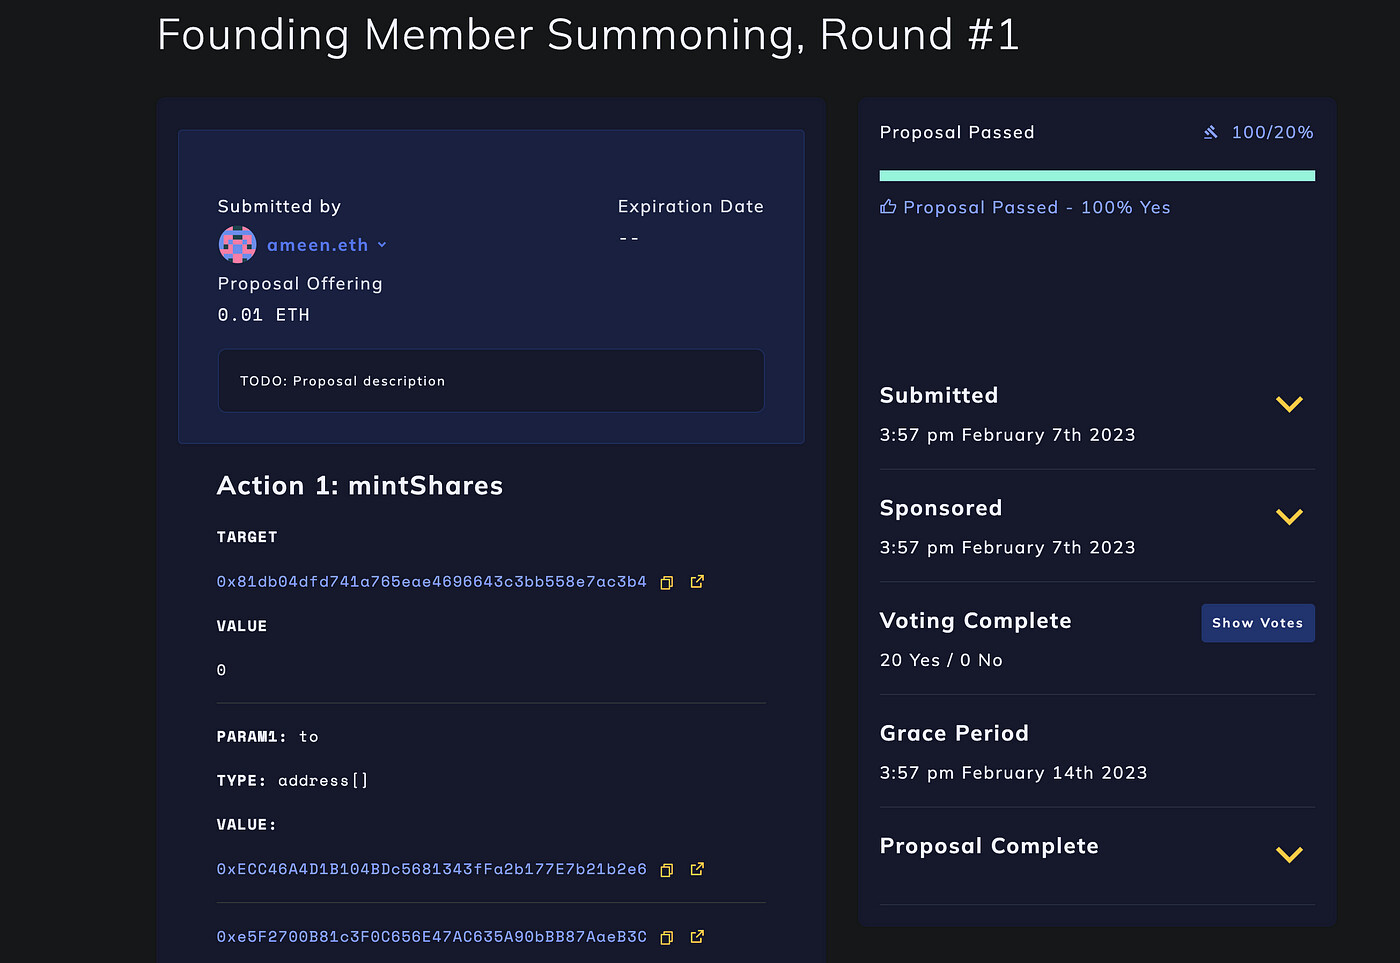 Founding Member Summoning, Round #1
Submitted by
Expiration Date
ameen.eth
--
Proposal Offering
0.01 ETH
TODO: Proposal description
Action 1: mintShares
TARGET
0x81db04dfd741a765eae4696643c3bb558e7ac3b4
VALUE
0
PARAM1: to
TYPE: address[]
VALUE:
0xECC46A4D1B104BDc5681343fFa2b177E7b21b2e6
0xe5F2700B81c3F0C656E47AC635A90bBB87AaeB3C
Proposal Passed
100/20%
Proposal Passed - 100% Yes
Submitted
3:57 pm February 7th 2023
Sponsored
3:57 pm February 7th 2023
Voting Complete
Show Votes
20 Yes / 0 No
Grace Period
3:57 pm February 14th 2023
Proposal Complete